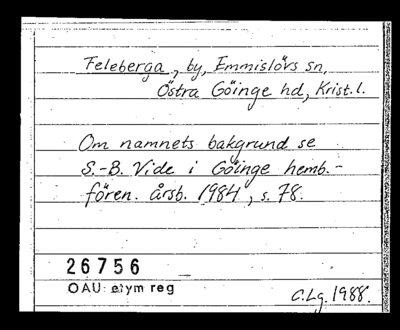 Feleberga, by, Emmislövs sn,
Östra Göinge hd, Krist. l.
Om namnets bakgrund se
S.-B. Vide i Göinge hemb.-
fören. årsb. 1984, s. 78.
26756
OAU: etym reg
C.Lg. 1988.